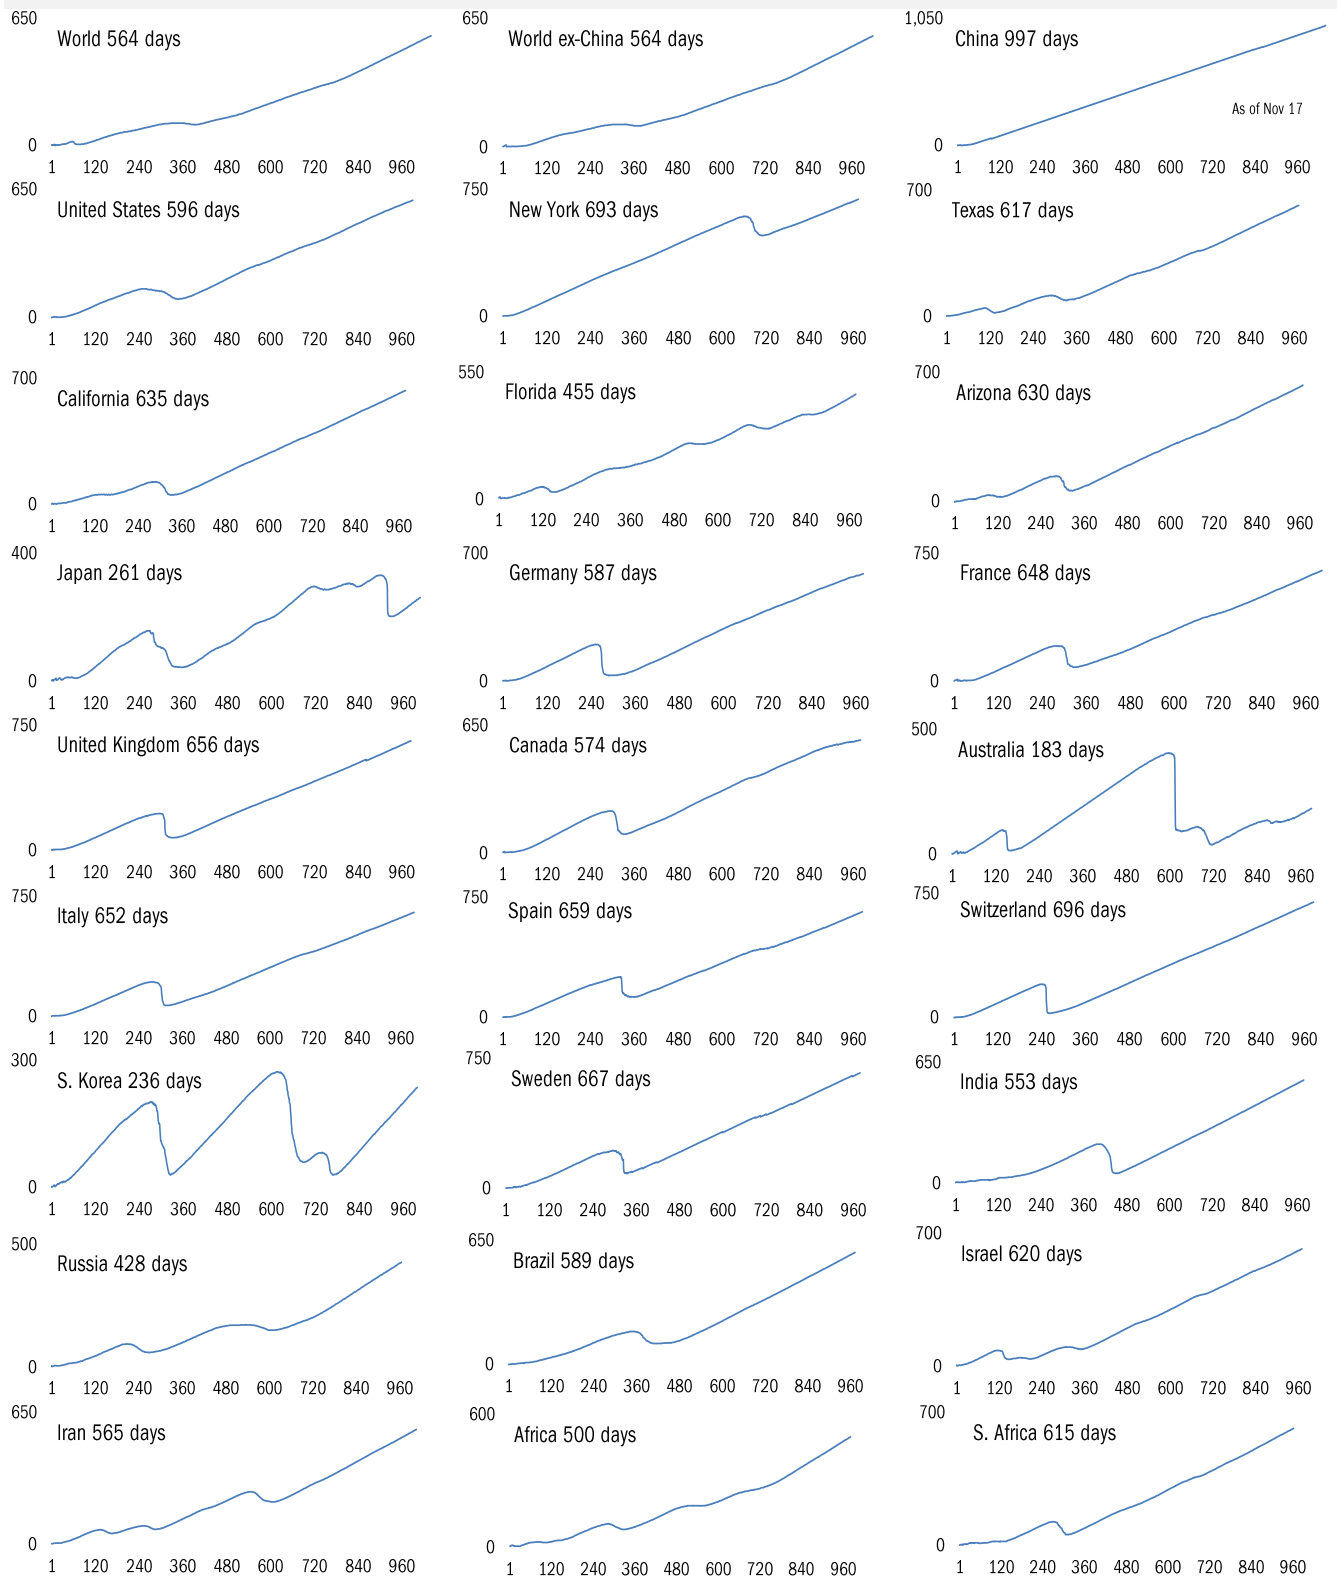 650 650 1,050
World 564 days World ex-China 564 days China 997 days
As of Nov 17
0 0 0
1 120 240 360 480 600 720 840 960 1 120 240 360 480 600 720 840 960 1 120 240 360 480 600 720 840 960
650 750 700
United States 596 days New York 693 days Texas 617 days
0 0 0
1 120 240 360 480 600 720 840 960 1 120 240 360 480 600 720 840 960 1 120 240 360 480 600 720 840 960
700 550 700
California 635 days Florida 455 days Arizona 630 days
0 0 0
1 120 240 360 480 600 720 840 960 1 120 240 360 480 600 720 840 960 1 120 240 360 480 600 720 840 960
400 700 750
Japan 261 days Germany 587 days France 648 days
0 0 0
1 120 240 360 480 600 720 840 960 1 120 240 360 480 600 720 840 960 1 120 240 360 480 600 720 840 960
750 650 500
United Kingdom 656 days Canada 574 days Australia 183 days
0 0 0
1 120 240 360 480 600 720 840 960 1 120 240 360 480 600 720 840 960 1 120 240 360 480 600 720 840 960
750 750 750
Italy 652 days Spain 659 days Switzerland 696 days
0 0 0
1 120 240 360 480 600 720 840 960 1 120 240 360 480 600 720 840 960 1 120 240 360 480 600 720 840 960
300 750 650
S. Korea 236 days Sweden 667 days India 553 days
0 0 0
1 120 240 360 480 600 720 840 960 1 120 240 360 480 600 720 840 960 1 120 240 360 480 600 720 840 960
500 650 700
Russia 428 days Brazil 589 days Israel 620 days
0 0 0
1 120 240 360 480 600 720 840 960 1 120 240 360 480 600 720 840 960 1 120 240 360 480 600 720 840 960
650 600 700
Iran 565 days Africa 500 days S. Africa 615 days
0 0 0
1 120 240 360 480 600 720 840 960 1 120 240 360 480 600 720 840 960 1 120 240 360 480 600 720 840 960